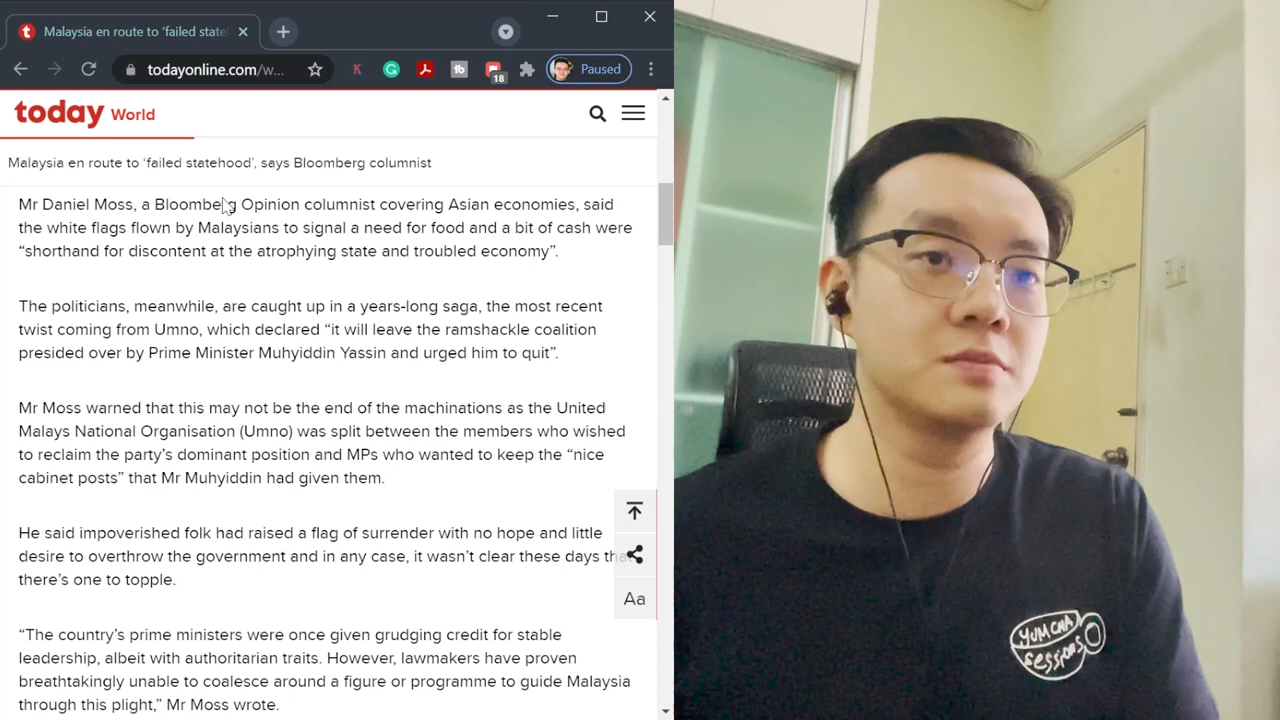 Malaysia en route to ‘failed state
todayonline.com/w...
K
tb
18
Paused
today World
Malaysia en route to ‘failed statehood’, says Bloomberg columnist
Mr Daniel Moss, a Bloomberg Opinion columnist covering Asian economies, said
the white flags flown by Malaysians to signal a need for food and a bit of cash were
“shorthand for discontent at the atrophying state and troubled economy”.
The politicians, meanwhile, are caught up in a years-long saga, the most recent
twist coming from Umno, which declared “it will leave the ramshackle coalition
presided over by Prime Minister Muhyiddin Yassin and urged him to quit”.
Mr Moss warned that this may not be the end of the machinations as the United
Malays National Organisation (Umno) was split between the members who wished
to reclaim the party’s dominant position and MPs who wanted to keep the “nice
cabinet posts” that Mr Muhyiddin had given them.
He said impoverished folk had raised a flag of surrender with no hope and little
desire to overthrow the government and in any case, it wasn’t clear these days that
there’s one to topple.
Aa
“The country’s prime ministers were once given grudging credit for stable
leadership, albeit with authoritarian traits. However, lawmakers have proven
breathtakingly unable to coalesce around a figure or programme to guide Malaysia
through this plight,” Mr Moss wrote.
YUM CHA
sessions